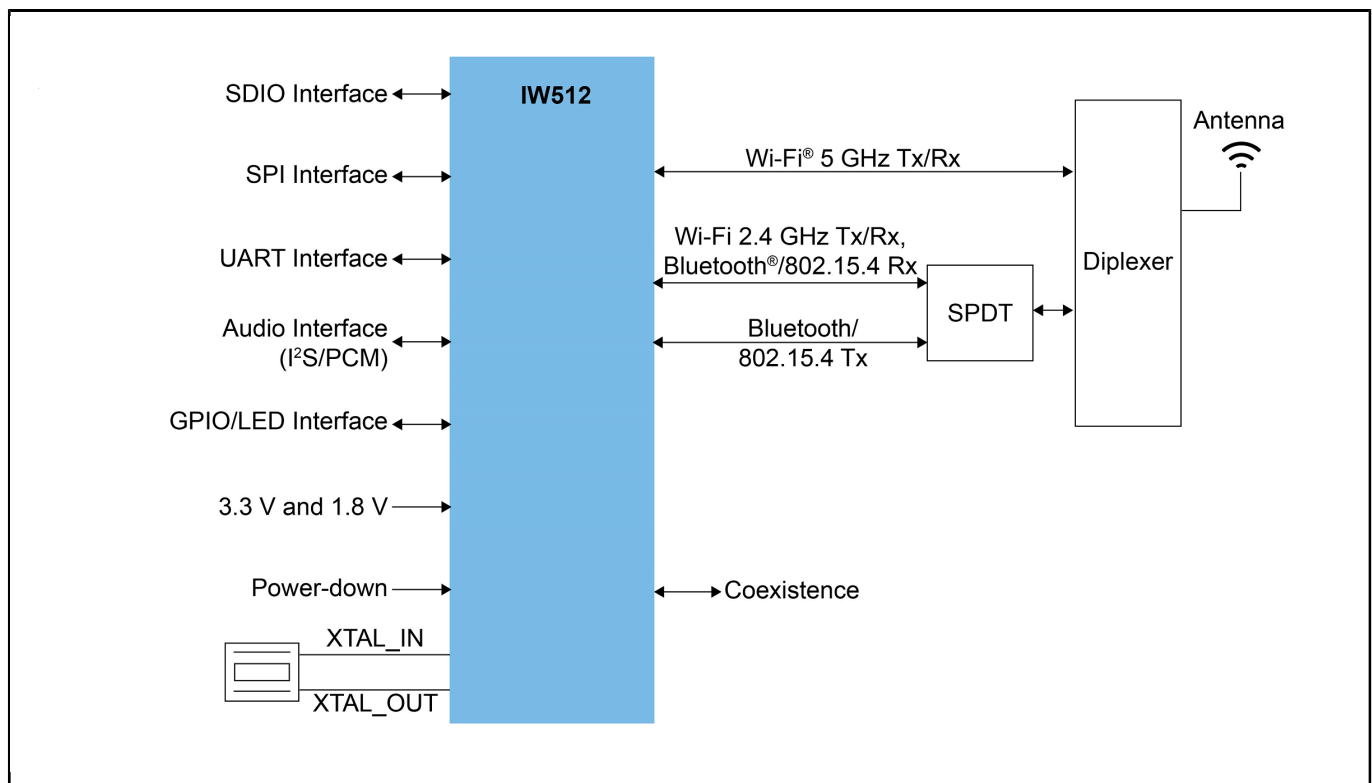 IW512
SDIO Interface
SPI Interface
UART Interface
Audio Interface
(I²S/PCM)
GPIO/LED Interface
3.3 V and 1.8 V
Power-down
XTAL_IN
XTAL_OUT
Wi-Fi® 5 GHz Tx/Rx
Wi-Fi 2.4 GHz Tx/Rx,
Bluetooth®/802.15.4 Rx
Bluetooth/
802.15.4 Tx
Coexistence
SPDT
Diplexer
Antenna